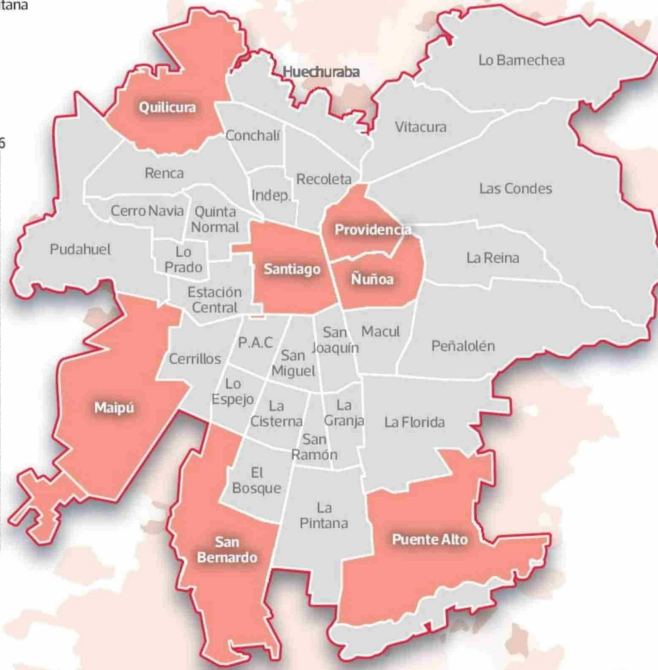 itana
6
Lo Barnechea
Huechuraba
Quilicura
Vitacura
Conchalí
Renca
Recoleta
Las Condes
Indep.
Cerro Navia
Quinta
Normal
Providencia
Pudahuel
Lo
Prado
La Reina
Santiago
Ñuñoa
Estación
Central
San
Joaquín
Macul
P.A.C
Peñalolén
Cerrillos
San
Miguel
Lo
Espejo
Maipú
La
Cisterna
La
Granja
La Florida
San
Ramón
El
Bosque
La
Pintana
San
Bernardo
Puente Alto